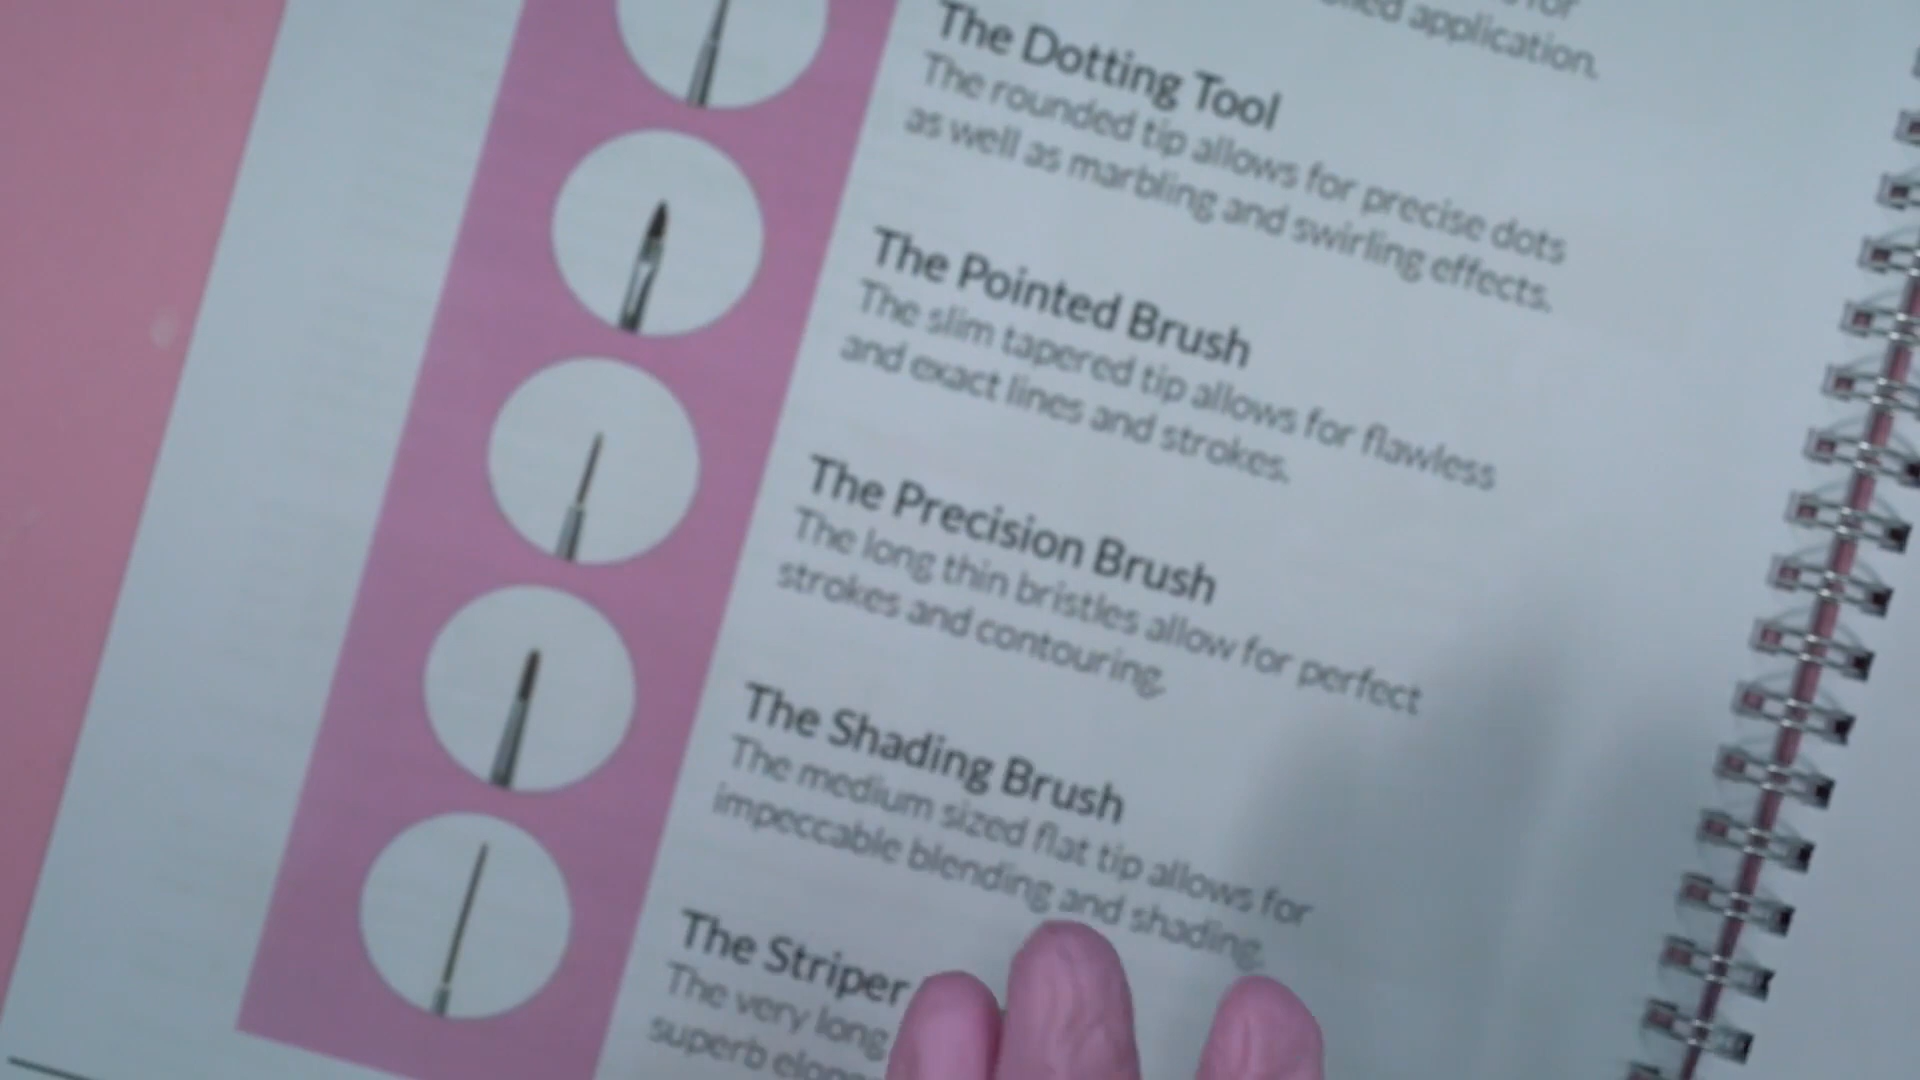 for
application.
The Dotting Tool
The rounded tip allows for precise dots
as well as marbling and swirling effects.
The Pointed Brush
The slim tapered tip allows for flawless
and exact lines and strokes.
The Precision Brush
The long thin bristles allow for perfect
strokes and contouring.
The Shading Brush
The medium sized flat tip allows for
impeccable blending and shading.
The Striper
The very long
superb